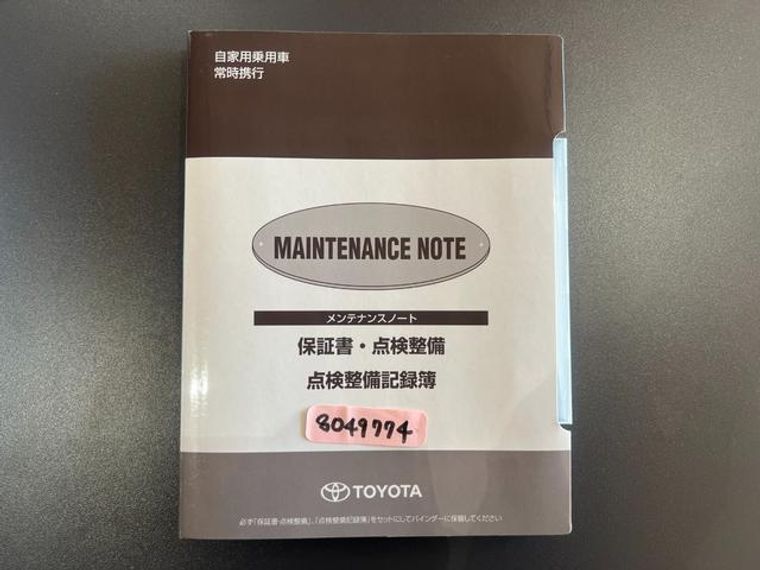 自家用乗用車
常時携行
MAINTENANCE NOTE
メンテナンスノート
保証書・点検整備
点検整備記録簿
8049774
TOYOTA
必ず「保証書・点検整備」、「点検整備記録簿」をセットにしてバインダーに保管してください